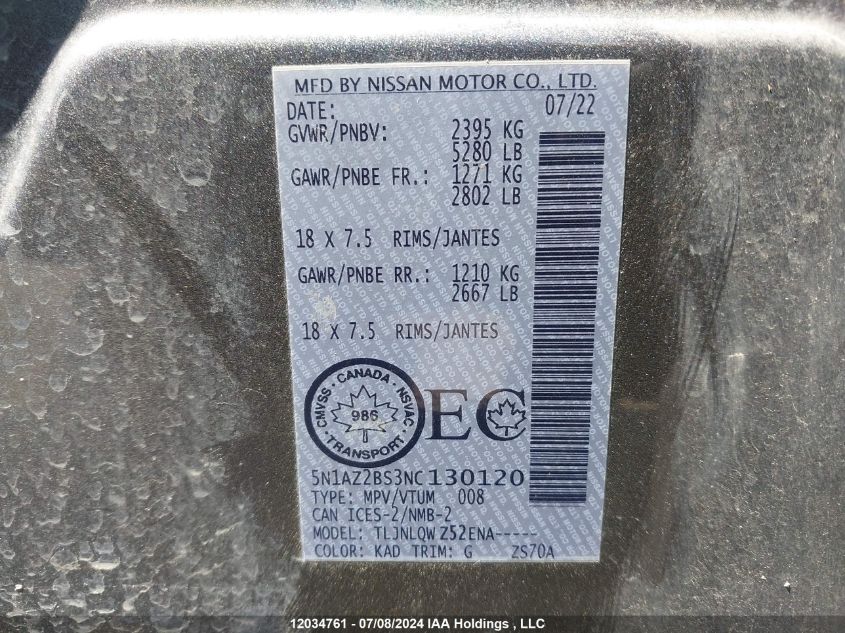 MFD BY NISSAN MOTOR CO., LTD.
DATE: 07/22
GVWR/PNBV: 2395 KG
5280 LB
GAWR/PNBE FR.: 1271 KG
2802 LB
18 X 7.5 RIMS/JANTES
GAWR/PNBE RR.: 1210 KG
2667 LB
18 X 7.5 RIMS/JANTES
CMVSS · CANADA · NSVAC
986
TRANSPORT
EC
5N1AZ2BS3NC130120
TYPE: MPV/VTUM 008
CAN ICES-2/NMB-2
MODEL: TLJNLQW Z52ENA-----
COLOR: KAD TRIM: G ZS70A
12034761 - 07/08/2024 IAA Holdings , LLC